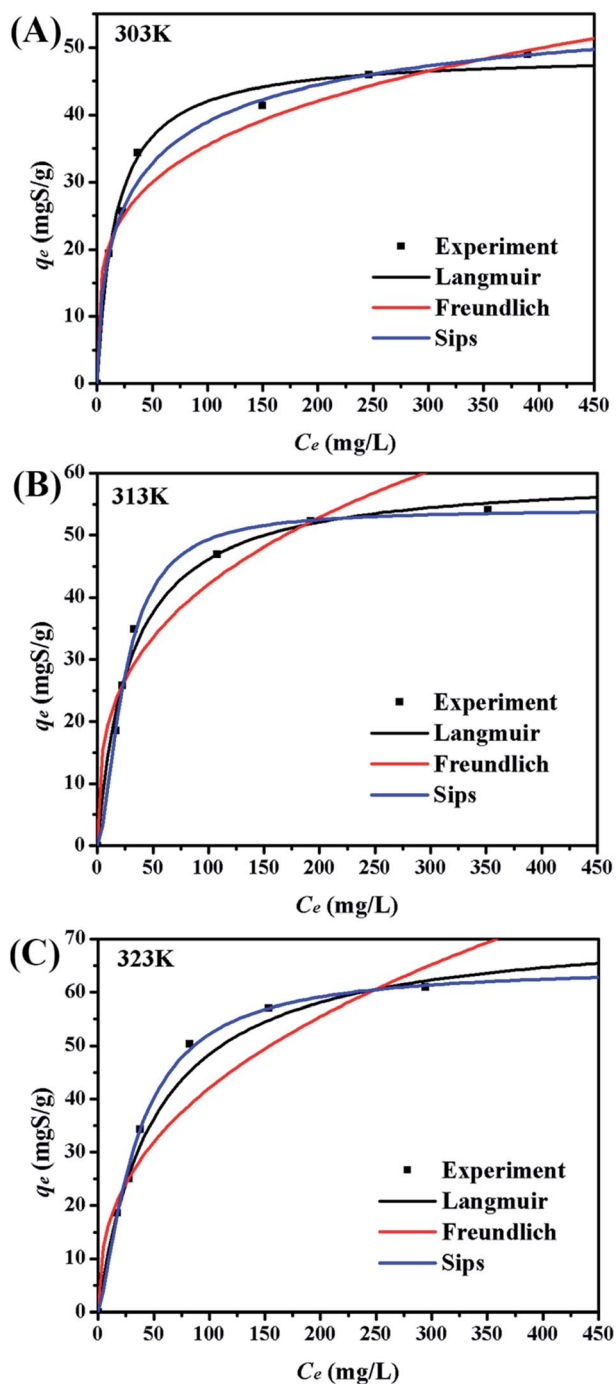 (A)
303K
qe (mgS/g)
50
40
30
20
10
0
Experiment
Langmuir
Freundlich
Sips
0 50 100 150 200 250 300 350 400 450
Ce (mg/L)
(B)
313K
qe (mgS/g)
60
50
40
30
20
10
0
Experiment
Langmuir
Freundlich
Sips
0 50 100 150 200 250 300 350 400 450
Ce (mg/L)
(C)
323K
qe (mgS/g)
70
60
50
40
30
20
10
0
Experiment
Langmuir
Freundlich
Sips
0 50 100 150 200 250 300 350 400 450
Ce (mg/L)